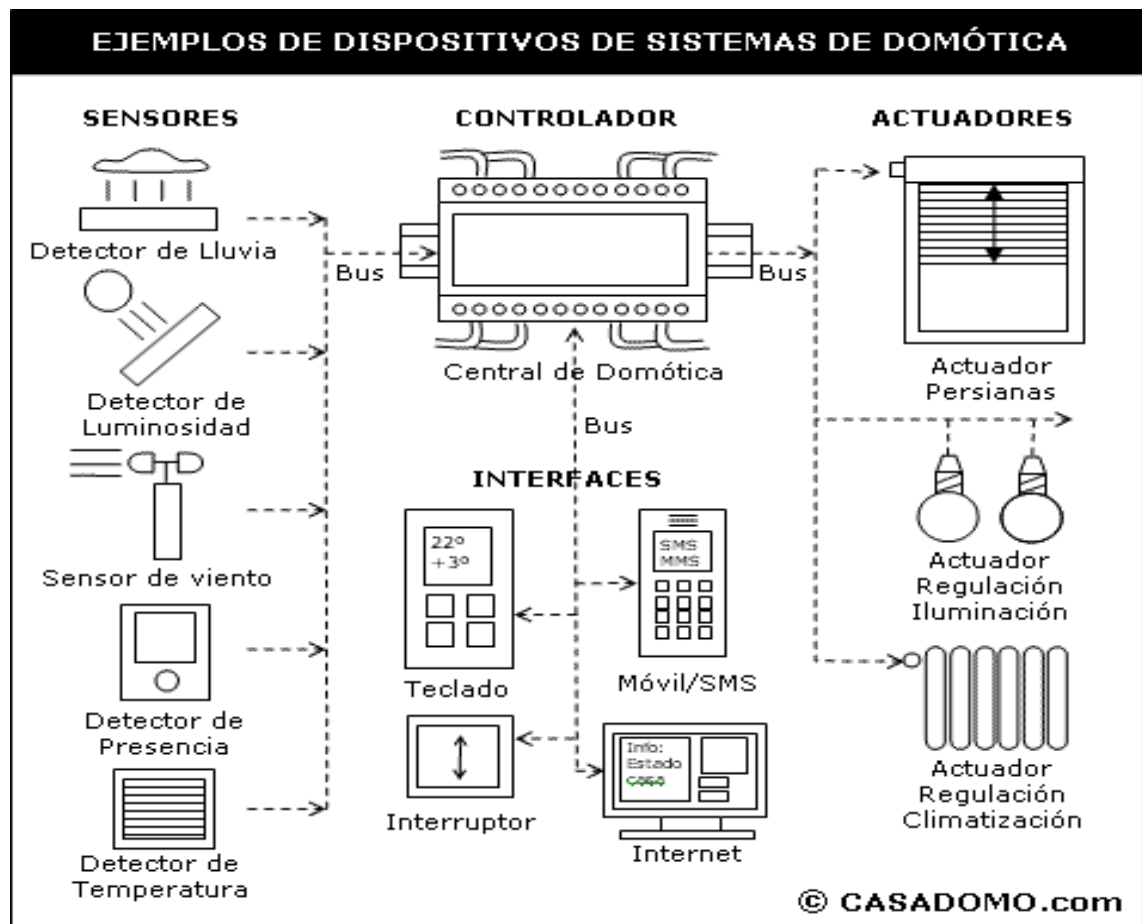 EJEMPLOS DE DISPOSITIVOS DE SISTEMAS DE DOMÓTICA
SENSORES
Detector de Lluvia
Detector de
Luminosidad
Sensor de viento
Detector de
Presencia
Detector de
Temperatura
Bus
CONTROLADOR
Central de Domótica
Bus
Bus
INTERFACES
22º
+3º
Teclado
SMS
MMS
Móvil/SMS
Interruptor
Info:
Estado
casa
Internet
ACTUADORES
Actuador
Persianas
Actuador
Regulación
Iluminación
Actuador
Regulación
Climatización
© CASADOMO.com